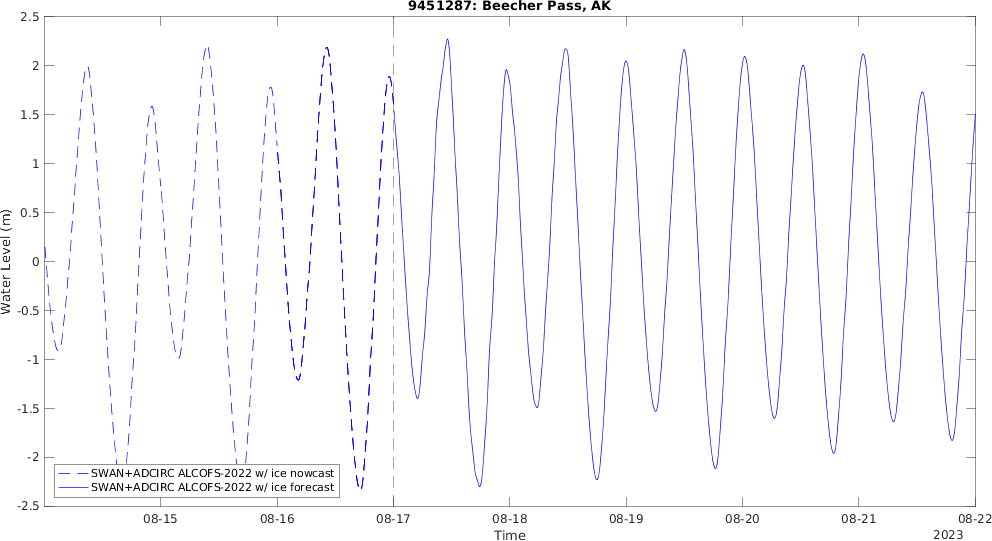 9451287: Beecher Pass, AK
Water Level (m)
2.5
2
1.5
1
0.5
0
-0.5
-1
-1.5
-2
-2.5
SWAN+ADCIRC ALCOFS-2022 w/ ice nowcast
SWAN+ADCIRC ALCOFS-2022 w/ ice forecast
08-15 08-16 08-17 08-18 08-19 08-20 08-21 08-22
Time
2023